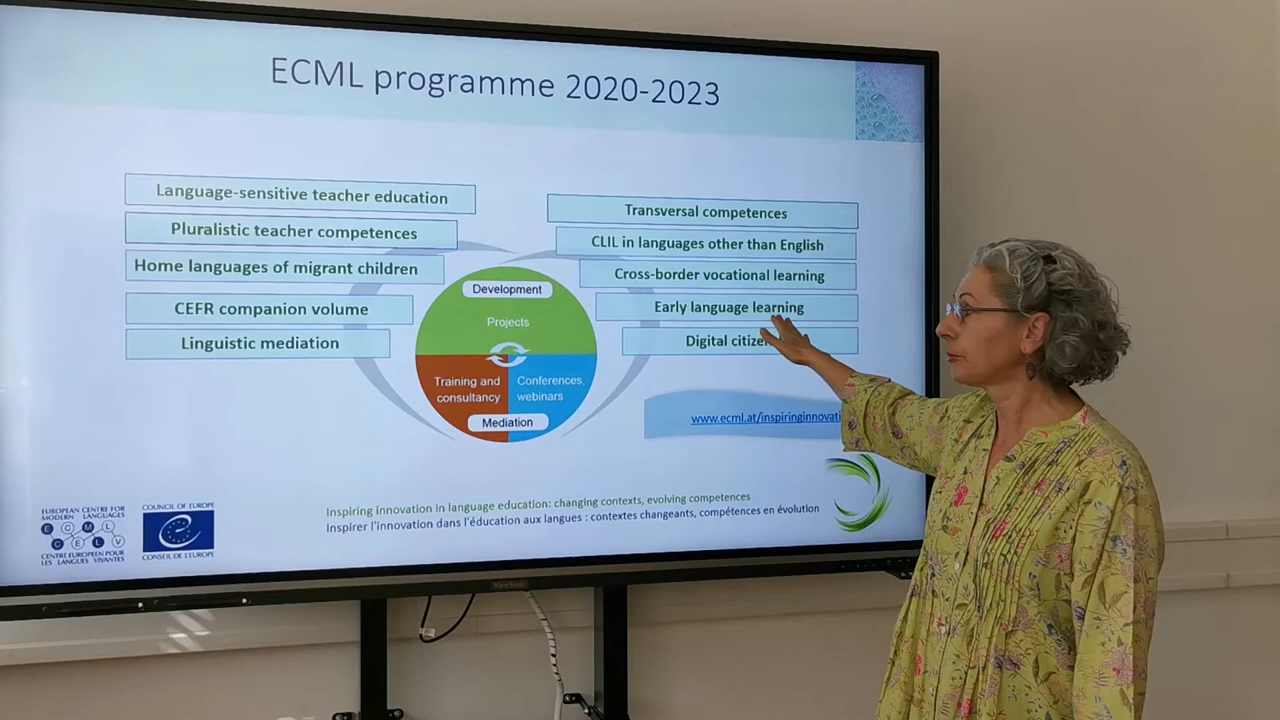 ECML programme 2020-2023
Language-sensitive teacher education
Pluralistic teacher competences
Home languages of migrant children
CEFR companion volume
Linguistic mediation
Transversal competences
CLIL in languages other than English
Cross-border vocational learning
Early language learning
Digital
Development
Projects
Training and
consultancy
Conferences,
webinars
Mediation
www.ecml.at/inspiringinnovati
Inspiring innovation in language education: changing contexts, evolving competences
Inspirer l'innovation dans l'éducation aux langues : contextes changeants, compétences en évolution
EUROPEAN CENTRE FOR
MODERN LANGUAGES
E C M L
C E L V
CENTRE EUROPEEN POUR
LES LANGUES VIVANTES
COUNCIL OF EUROPE
CONSEIL DE L'EUROPE
ViewSonic